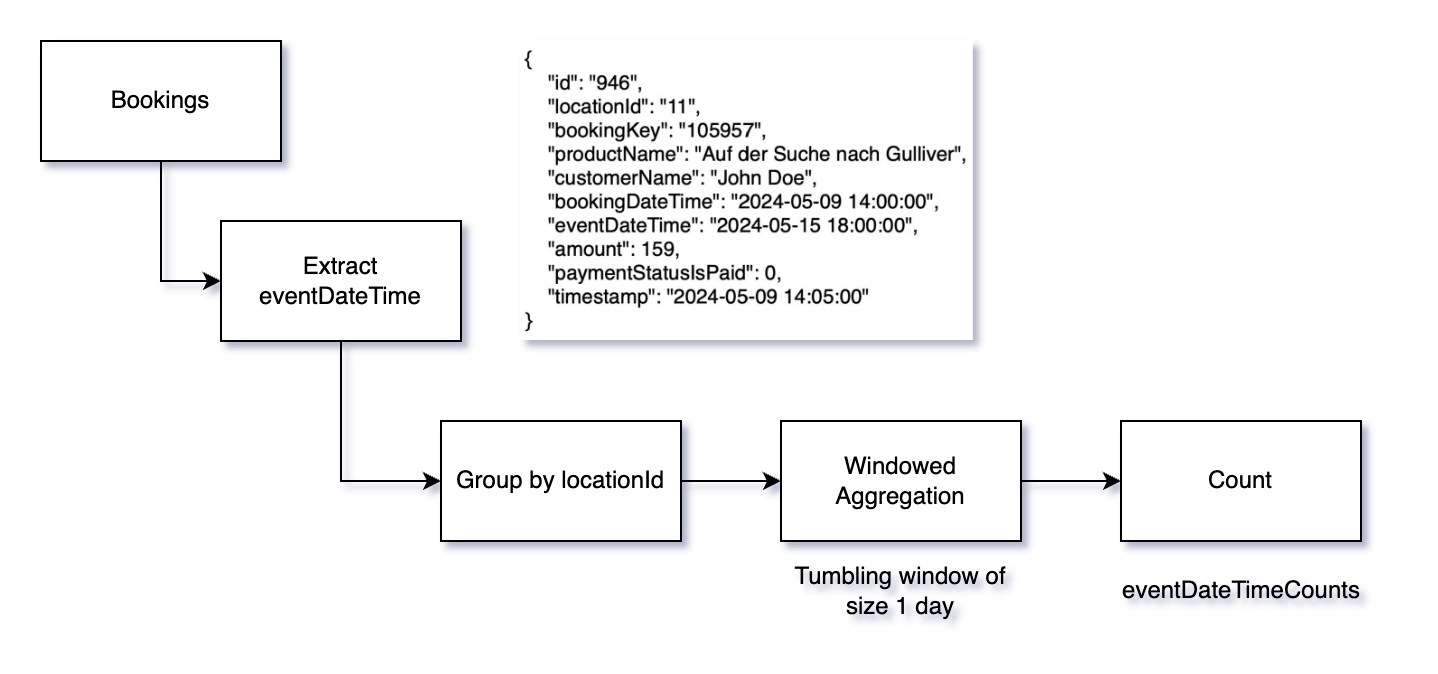 Bookings
{
"id": "946",
"locationId": "11",
"bookingKey": "105957",
"productName": "Auf der Suche nach Gulliver",
"customerName": "John Doe",
"bookingDateTime": "2024-05-09 14:00:00",
"eventDateTime": "2024-05-15 18:00:00",
"amount": 159,
"paymentStatusIsPaid": 0,
"timestamp": "2024-05-09 14:05:00"
}
Extract
eventDateTime
Group by locationId
Windowed
Aggregation
Tumbling window of
size 1 day
Count
eventDateTimeCounts